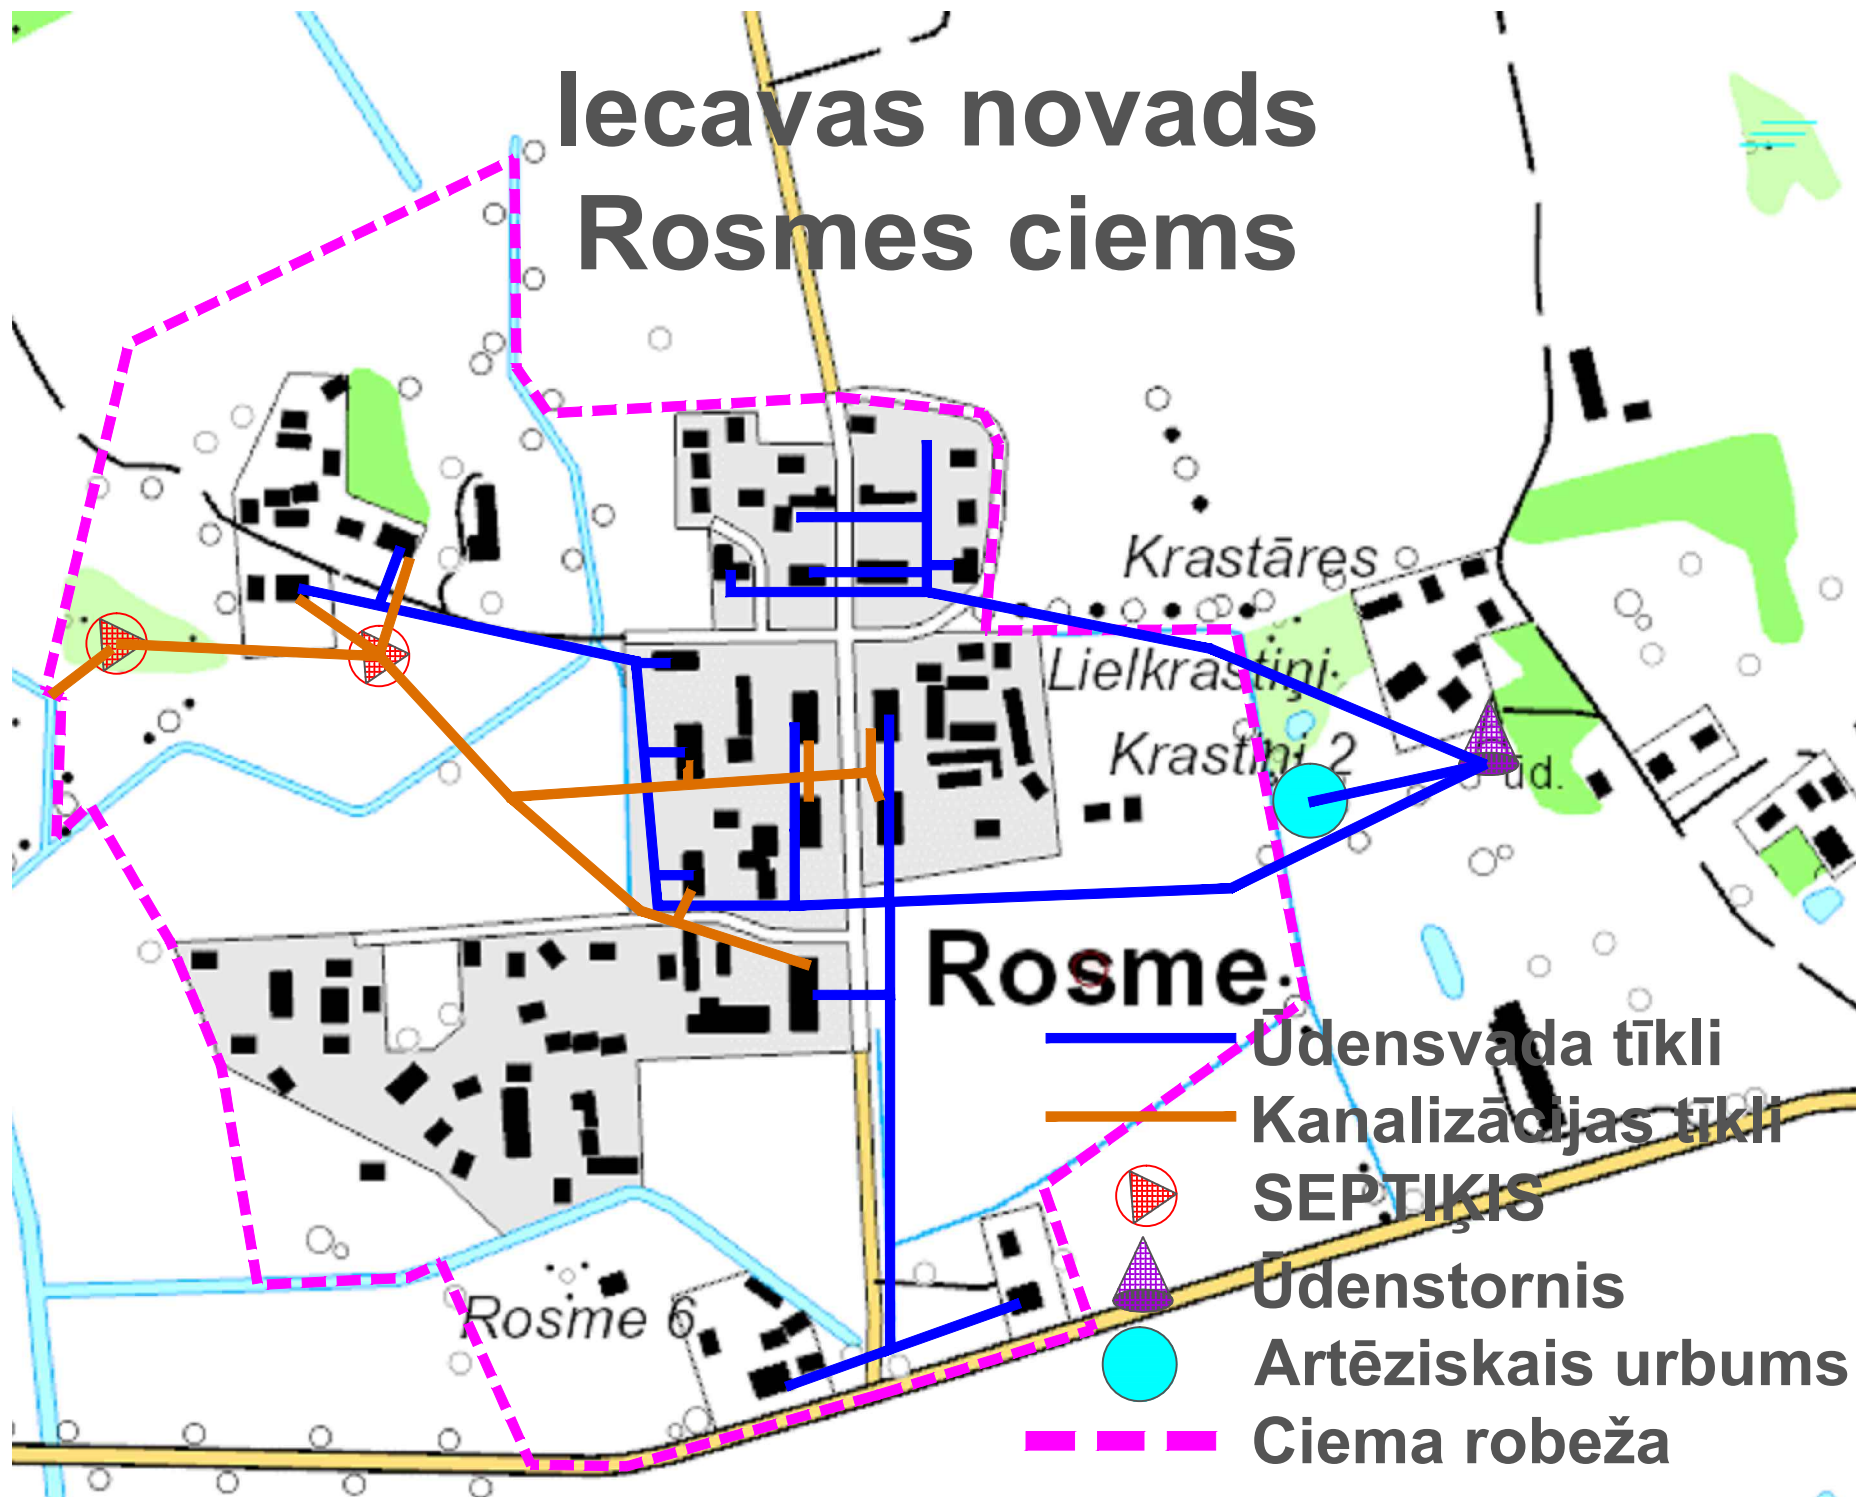 Iecavas novads
Rosmes ciems
Krastāres
Lielkrastiņi
Krastiņi 2
ūd.
Rosme
Ūdensvada tīkli
Kanalizācijas tīkli
SEPTIĶIS
Ūdenstornis
Rosme 6
Artēziskais urbums
Ciema robeža